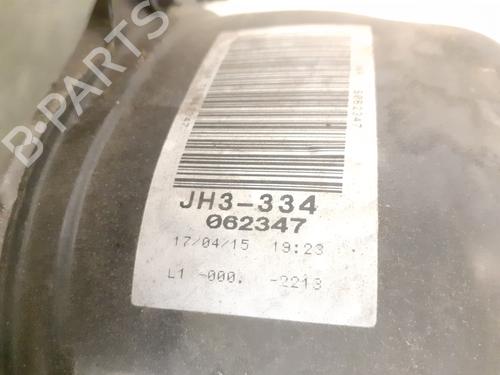 B-PARTS
JH3-334
062347
17/04/15 19:23
L1 -000. -2213